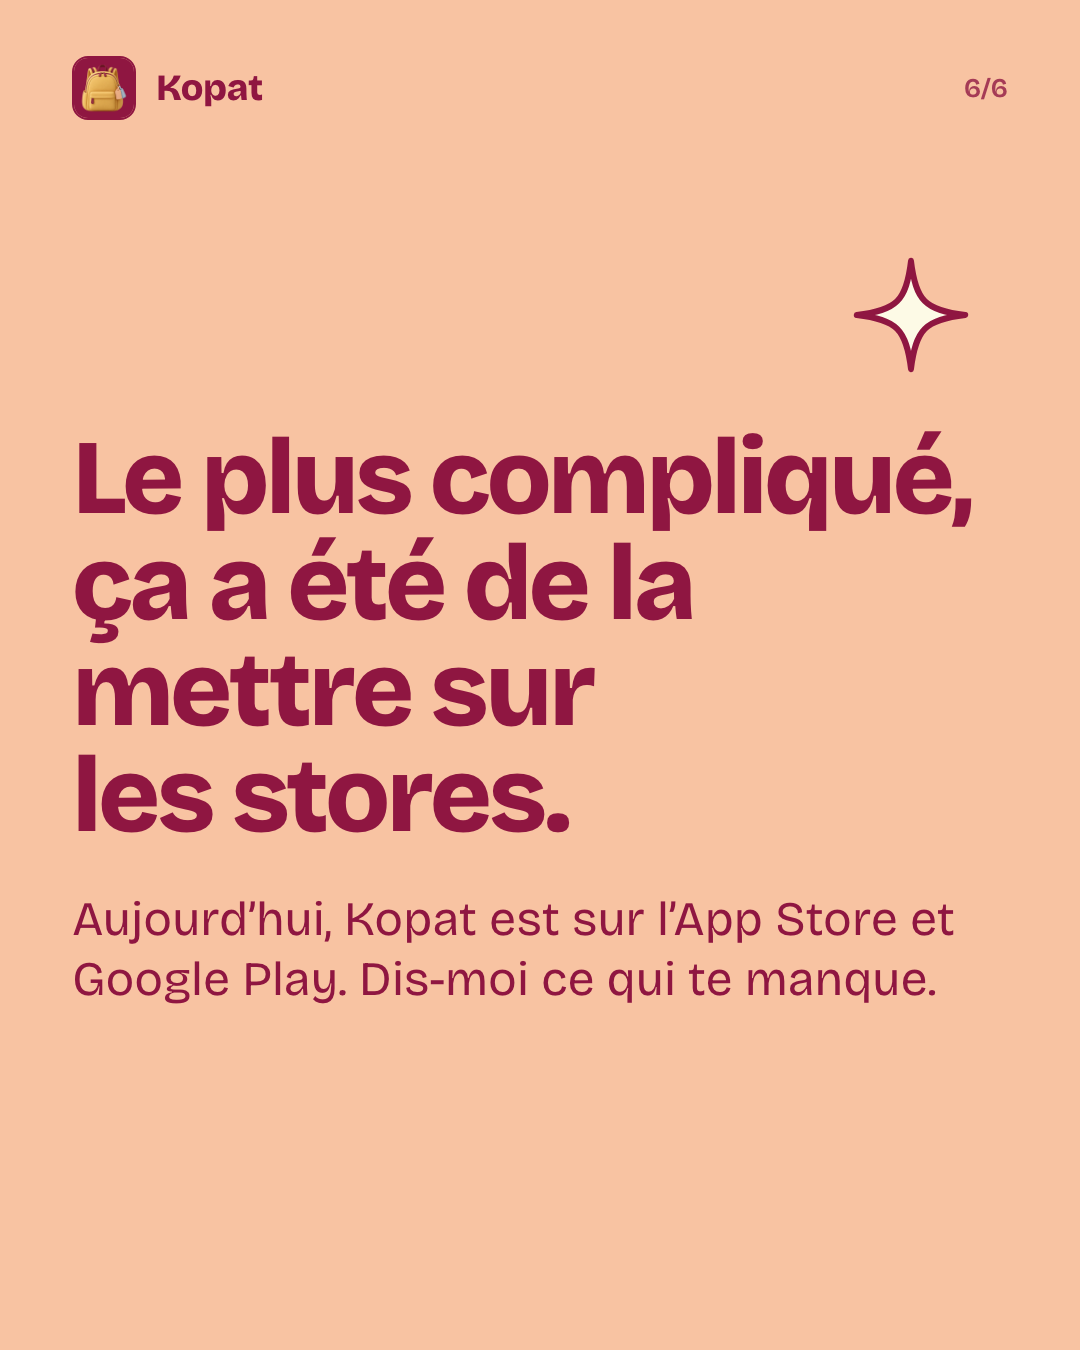 Kopat
6/6
Le plus compliqué,
ça a été de la
mettre sur
les stores.
Aujourd’hui, Kopat est sur l’App Store et
Google Play. Dis-moi ce qui te manque.